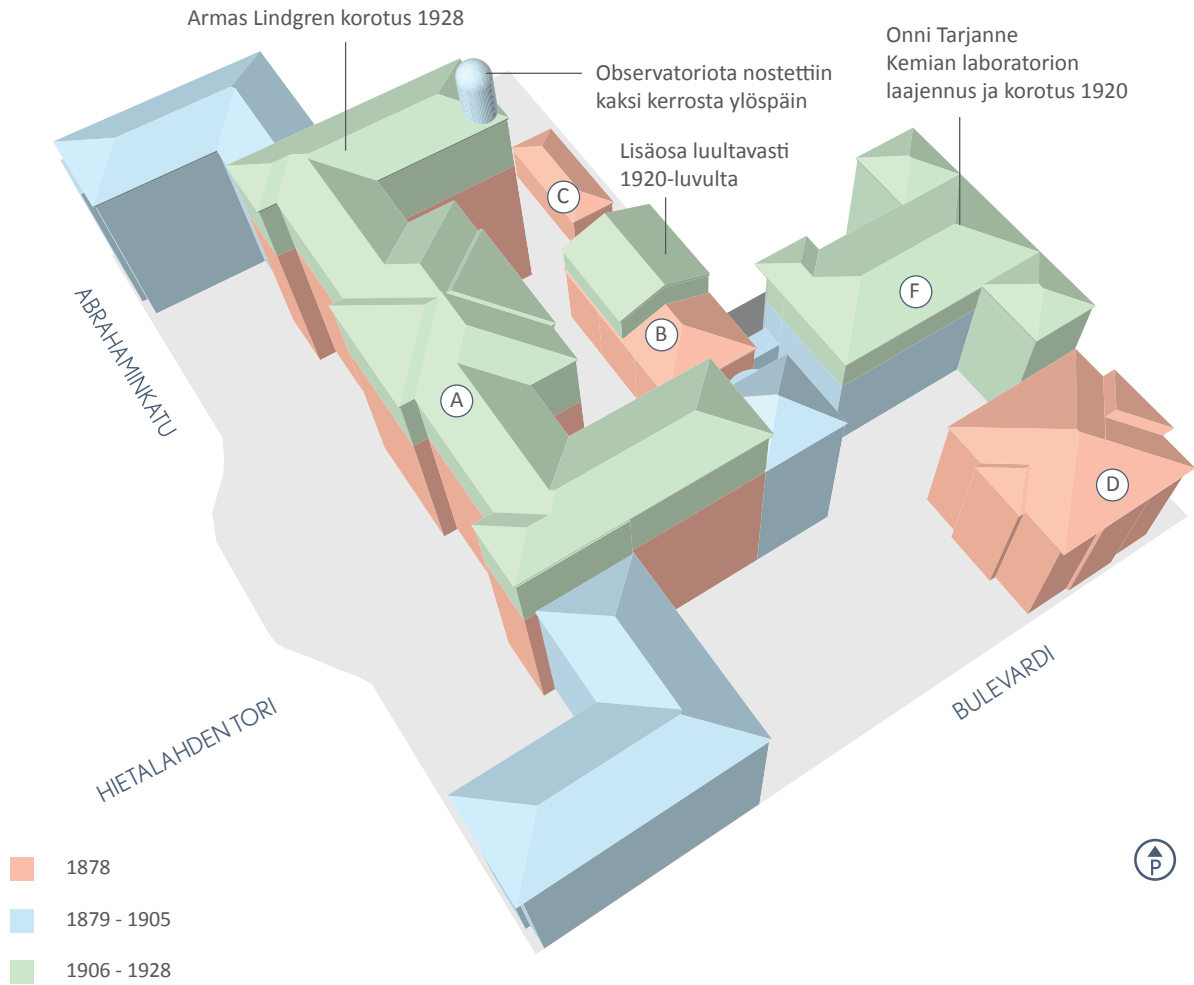 Armas Lindgren korotus 1928
Observatoriota nostettiin
kaksi kerrosta ylöspäin
Onni Tarjanne
Kemian laboratorion
laajennus ja korotus 1920
Lisäosa luultavasti
1920-luvulta
C
F
B
A
D
ABRAHAMINKATU
BULEVARDI
HIETALAHDEN TORI
P
1878
1879 - 1905
1906 - 1928